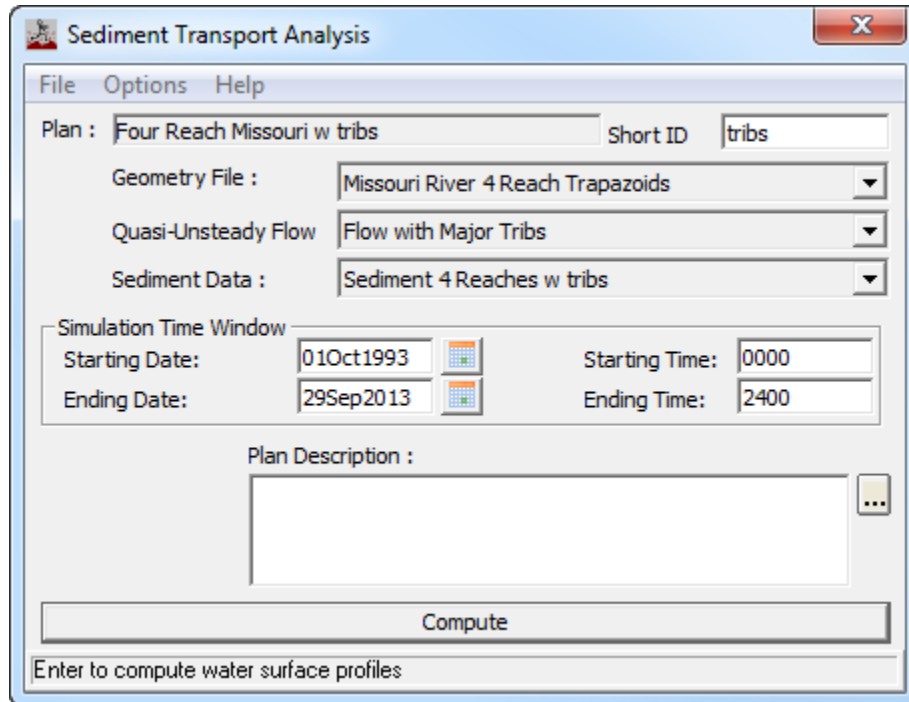 Sediment Transport Analysis
File Options Help
Plan : Four Reach Missouri w tribs Short ID tribs
Geometry File : Missouri River 4 Reach Trapazoids
Quasi-Unsteady Flow Flow with Major Tribs
Sediment Data : Sediment 4 Reaches w tribs
Simulation Time Window
Starting Date: 01Oct1993 Starting Time: 0000
Ending Date: 29Sep2013 Ending Time: 2400
Plan Description :
...
Compute
Enter to compute water surface profiles